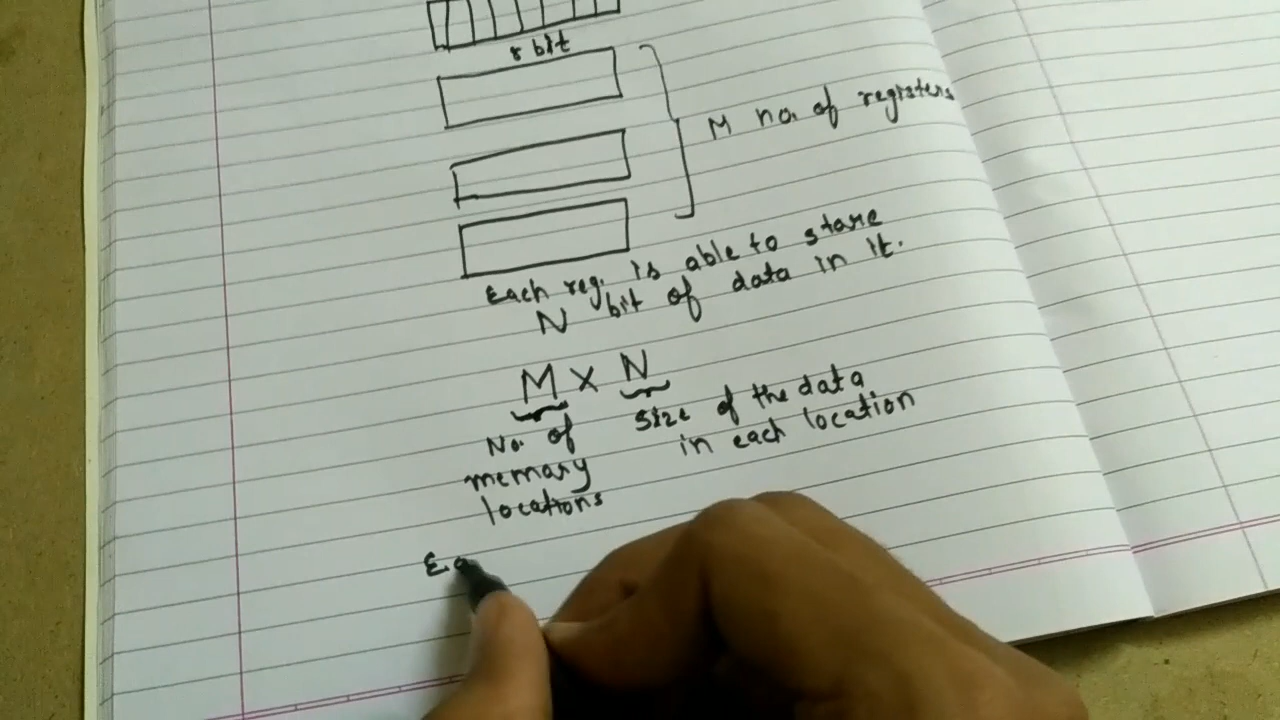 8 bit
M no. of registers
Each reg. is able to store
N bit of data in it.
M X N
No. of memary locations
Size of the data
in each location
E.g